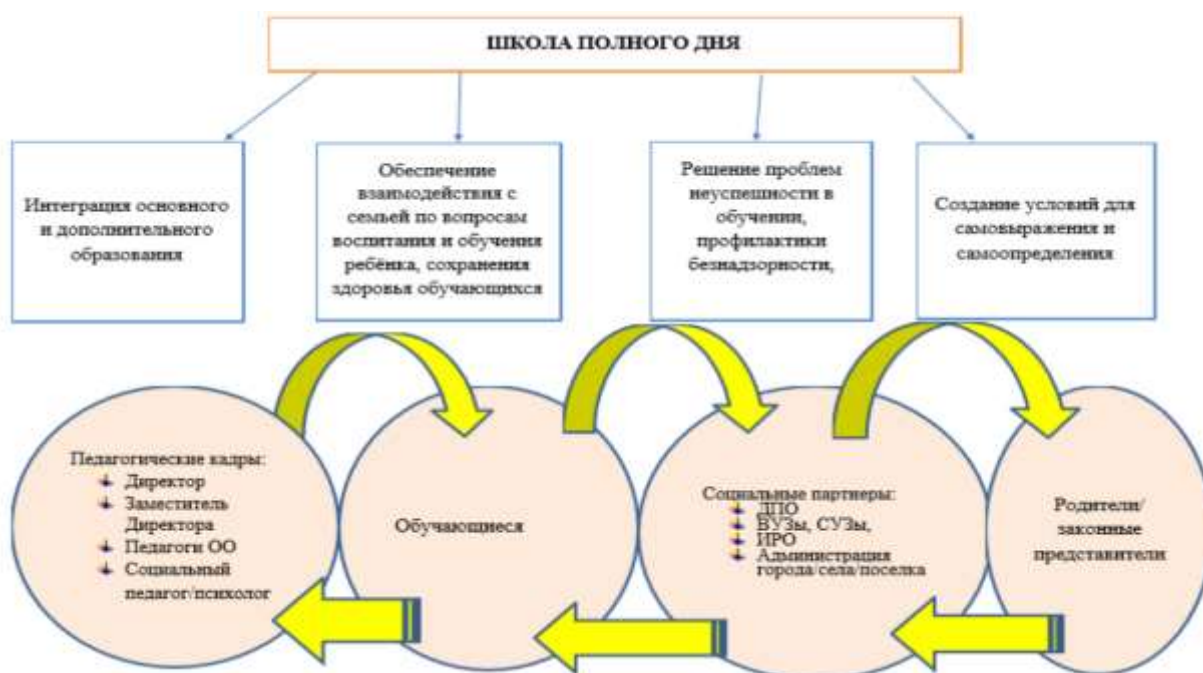 ШКОЛА ПОЛНОГО ДНЯ
Интеграция основного
и дополнительного
образования
Обеспечение
взаимодействия с
семьей по вопросам
воспитания и обучения
ребёнка, сохранения
здоровья обучающихся
Решение проблем
неуспешности в
обучении,
профилактики
безнадзорности,
Создание условий для
самовыражения и
самоопределения
Педагогические кадры:
Директор
Заместитель
Директора
Педагоги ОО
Социальный
педагог/психолог
Обучающиеся
Социальные партнеры:
ДПО
ВУЗы, СУЗы,
ИРО
Администрация
города/села/поселка
Родители/
законные
представители